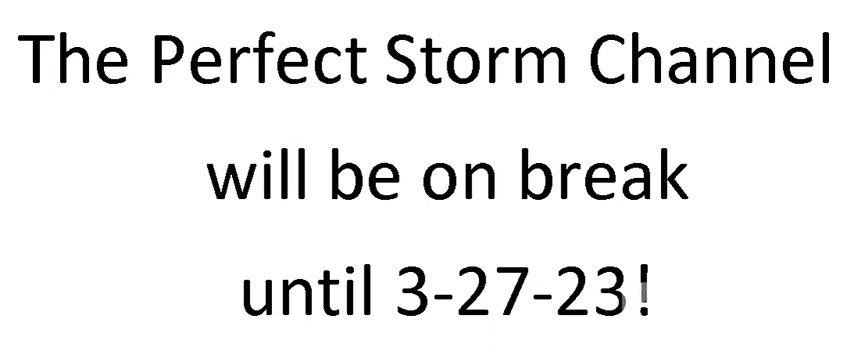 The Perfect Storm Channel
will be on break
until 3-27-23!